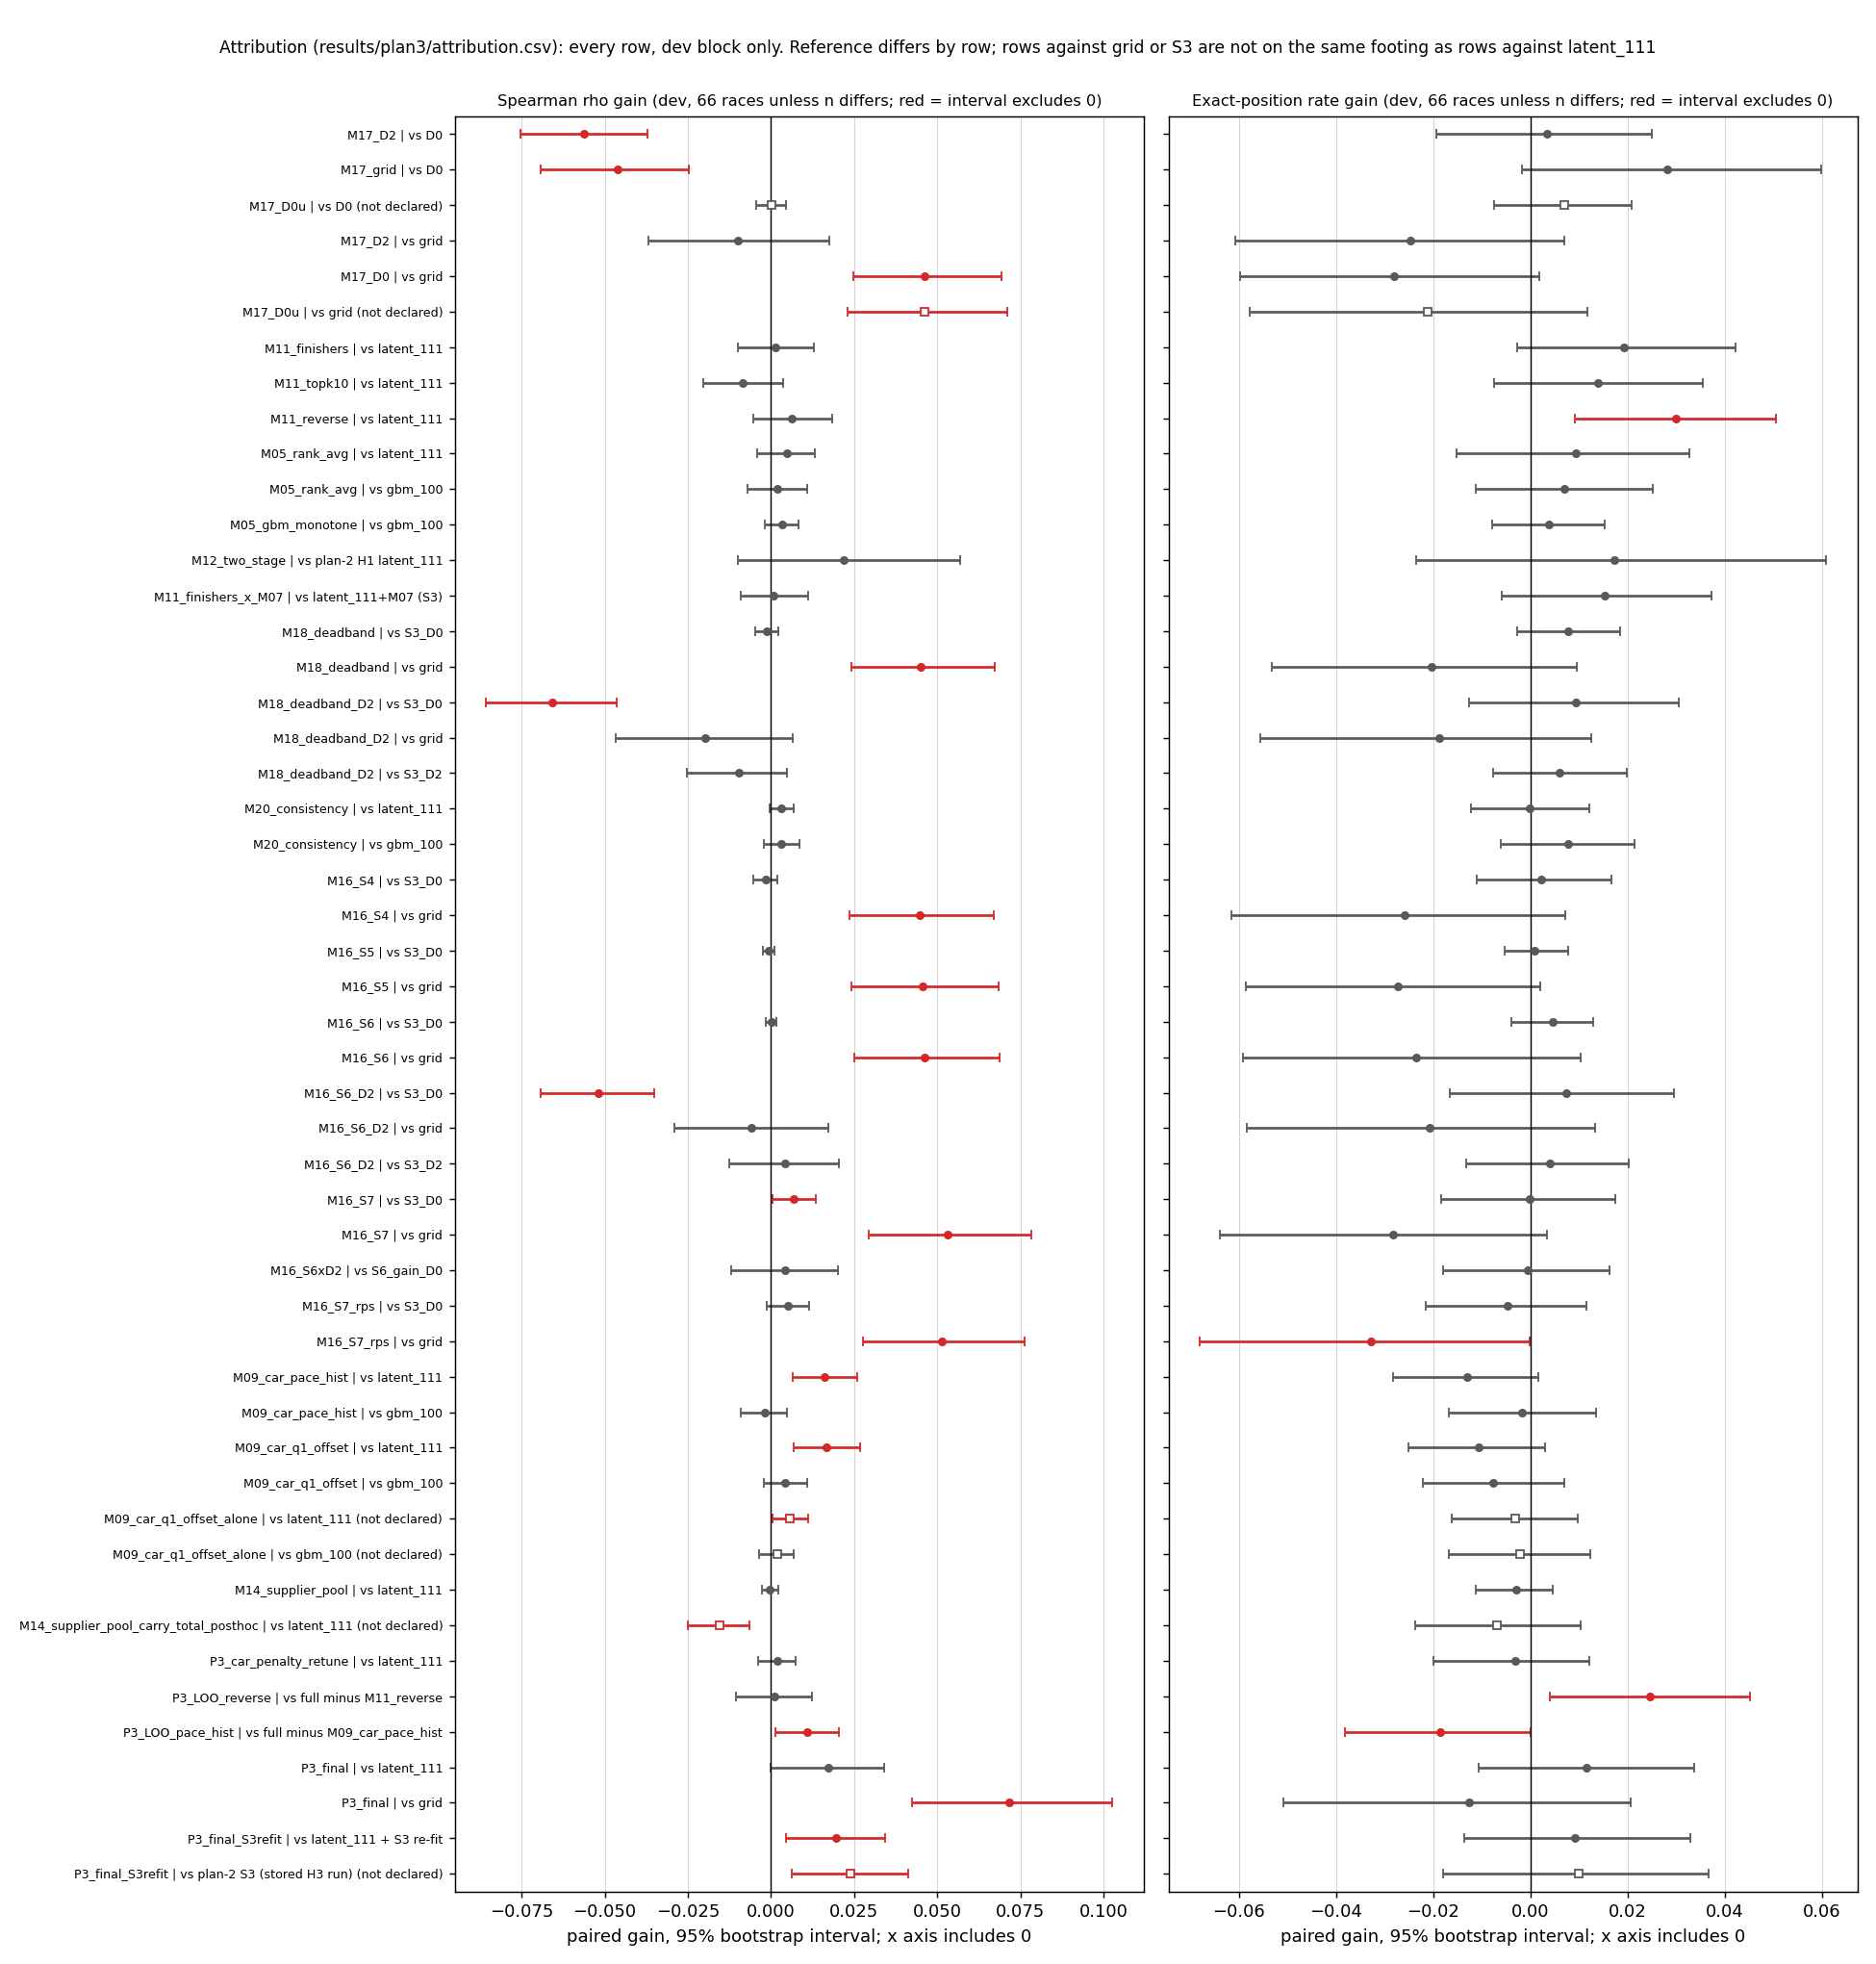 Attribution (results/plan3/attribution.csv): every row, dev block only. Reference differs by row; rows against grid or S3 are not on the same footing as rows against latent_111
Spearman rho gain (dev, 66 races unless n differs; red = interval excludes 0)
Exact-position rate gain (dev, 66 races unless n differs; red = interval excludes 0)
M17_D2 | vs D0
M17_grid | vs D0
M17_D0u | vs D0 (not declared)
M17_D2 | vs grid
M17_D0 | vs grid
M17_D0u | vs grid (not declared)
M11_finishers | vs latent_111
M11_topk10 | vs latent_111
M11_reverse | vs latent_111
M05_rank_avg | vs latent_111
M05_rank_avg | vs gbm_100
M05_gbm_monotone | vs gbm_100
M12_two_stage | vs plan-2 H1 latent_111
M11_finishers_x_M07 | vs latent_111+M07 (S3)
M18_deadband | vs S3_D0
M18_deadband | vs grid
M18_deadband_D2 | vs S3_D0
M18_deadband_D2 | vs grid
M18_deadband_D2 | vs S3_D2
M20_consistency | vs latent_111
M20_consistency | vs gbm_100
M16_S4 | vs S3_D0
M16_S4 | vs grid
M16_S5 | vs S3_D0
M16_S5 | vs grid
M16_S6 | vs S3_D0
M16_S6 | vs grid
M16_S6_D2 | vs S3_D0
M16_S6_D2 | vs grid
M16_S6_D2 | vs S3_D2
M16_S7 | vs S3_D0
M16_S7 | vs grid
M16_S6xD2 | vs S6_gain_D0
M16_S7_rps | vs S3_D0
M16_S7_rps | vs grid
M09_car_pace_hist | vs latent_111
M09_car_pace_hist | vs gbm_100
M09_car_q1_offset | vs latent_111
M09_car_q1_offset | vs gbm_100
M09_car_q1_offset_alone | vs latent_111 (not declared)
M09_car_q1_offset_alone | vs gbm_100 (not declared)
M14_supplier_pool | vs latent_111
M14_supplier_pool_carry_total_posthoc | vs latent_111 (not declared)
P3_car_penalty_retune | vs latent_111
P3_LOO_reverse | vs full minus M11_reverse
P3_LOO_pace_hist | vs full minus M09_car_pace_hist
P3_final | vs latent_111
P3_final | vs grid
P3_final_S3refit | vs latent_111 + S3 re-fit
P3_final_S3refit | vs plan-2 S3 (stored H3 run) (not declared)
−0.075 −0.050 −0.025 0.000 0.025 0.050 0.075 0.100
−0.06 −0.04 −0.02 0.00 0.02 0.04 0.06
paired gain, 95% bootstrap interval; x axis includes 0
paired gain, 95% bootstrap interval; x axis includes 0